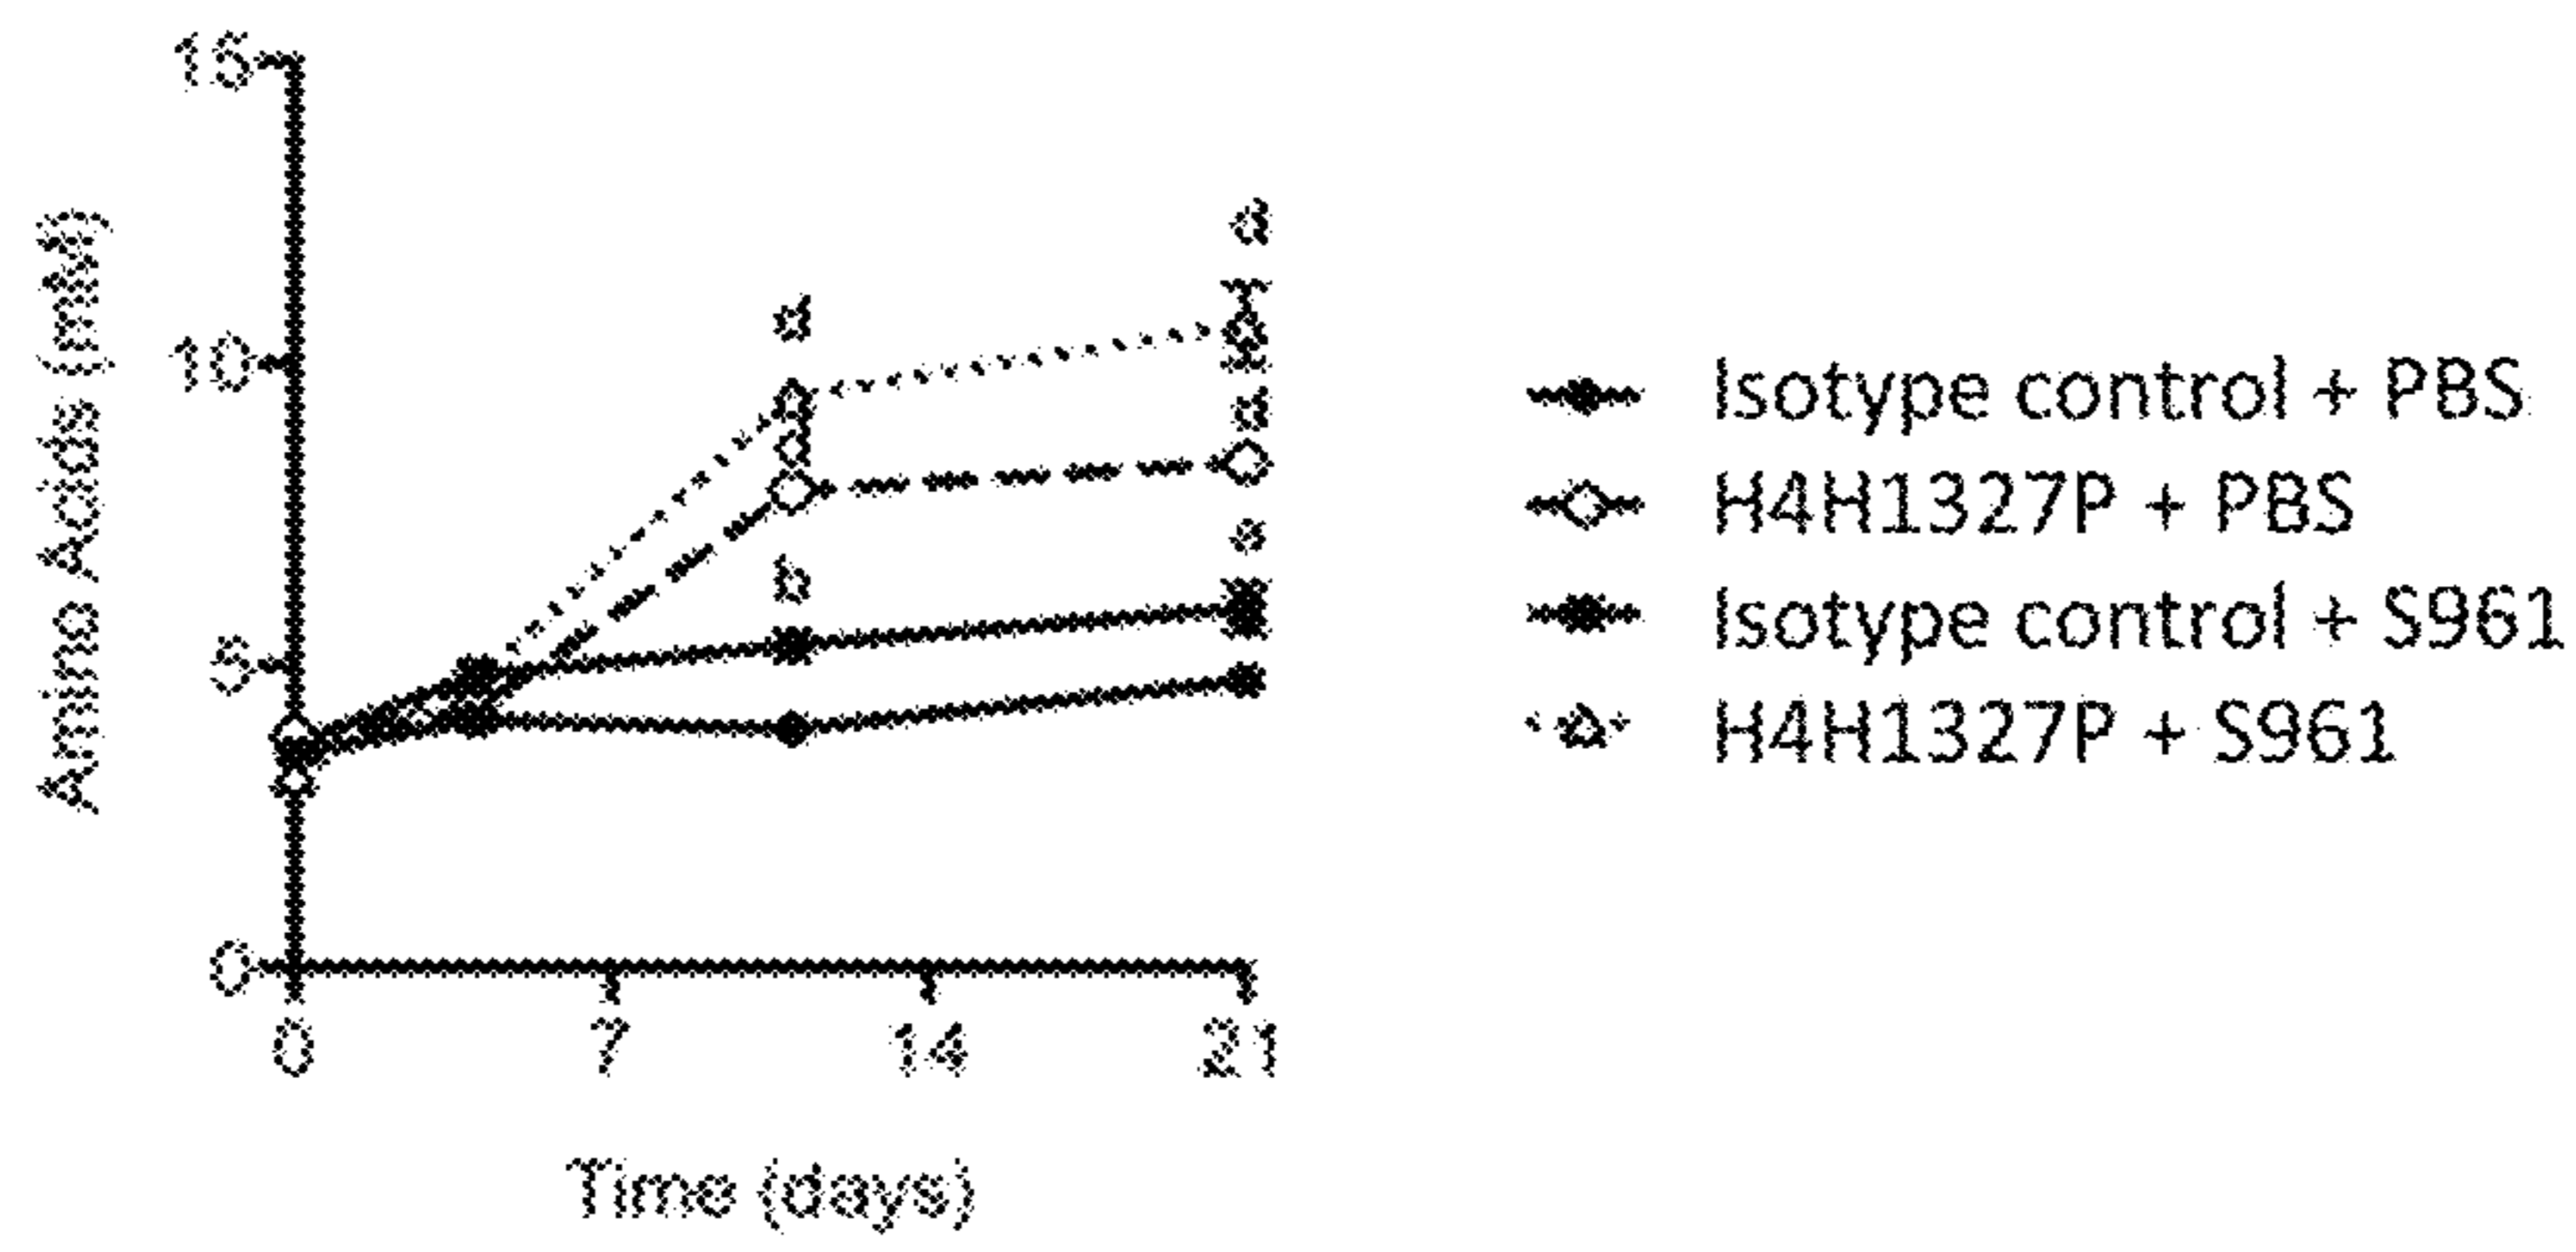 Amino Acids (mM)
15
10
5
0
0 7 14 21
Time (days)
b
a
Isotype control + PBS
H4H1327P + PBS
Isotype control + S961
H4H1327P + S961